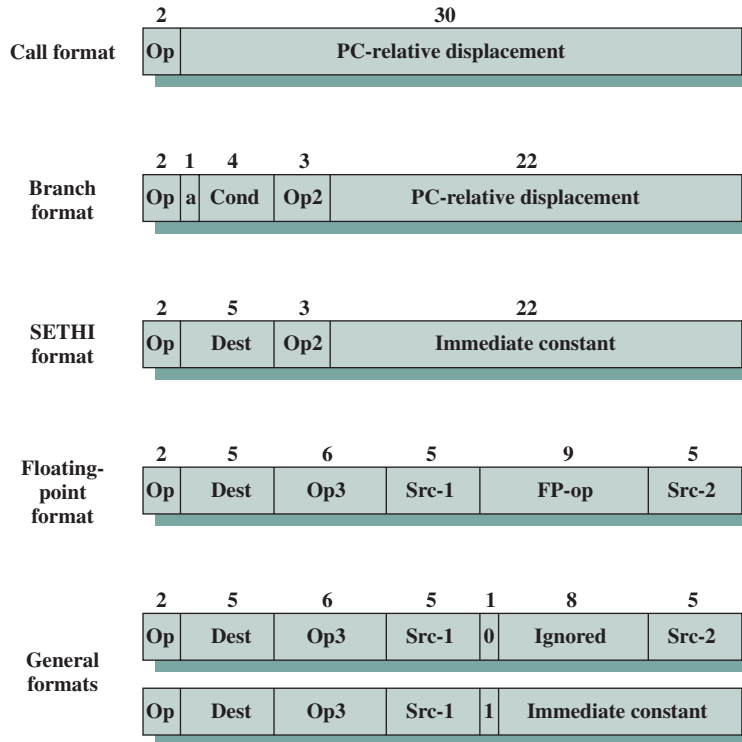 2 30
Call format Op PC-relative displacement
2 1 4 3 22
Branch
format
Op a Cond Op2 PC-relative displacement
2 5 3 22
SETHI
format
Op Dest Op2 Immediate constant
2 5 6 5 9 5
Floating-
point
format
Op Dest Op3 Src-1 FP-op Src-2
2 5 6 5 1 8 5
Op Dest Op3 Src-1 0 Ignored Src-2
General
formats
Op Dest Op3 Src-1 1 Immediate constant